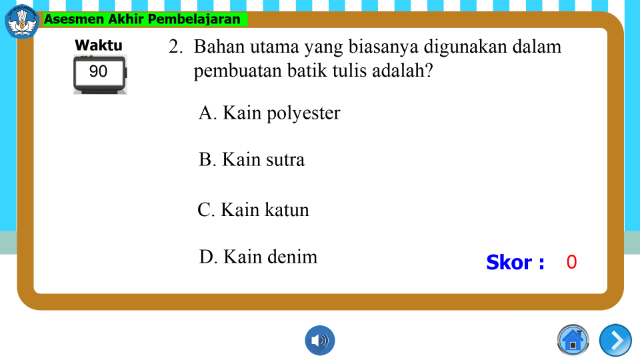 Asesmen Akhir Pembelajaran
Waktu
90
2. Bahan utama yang biasanya digunakan dalam
pembuatan batik tulis adalah?
A. Kain polyester
B. Kain sutra
C. Kain katun
D. Kain denim
Skor : 0